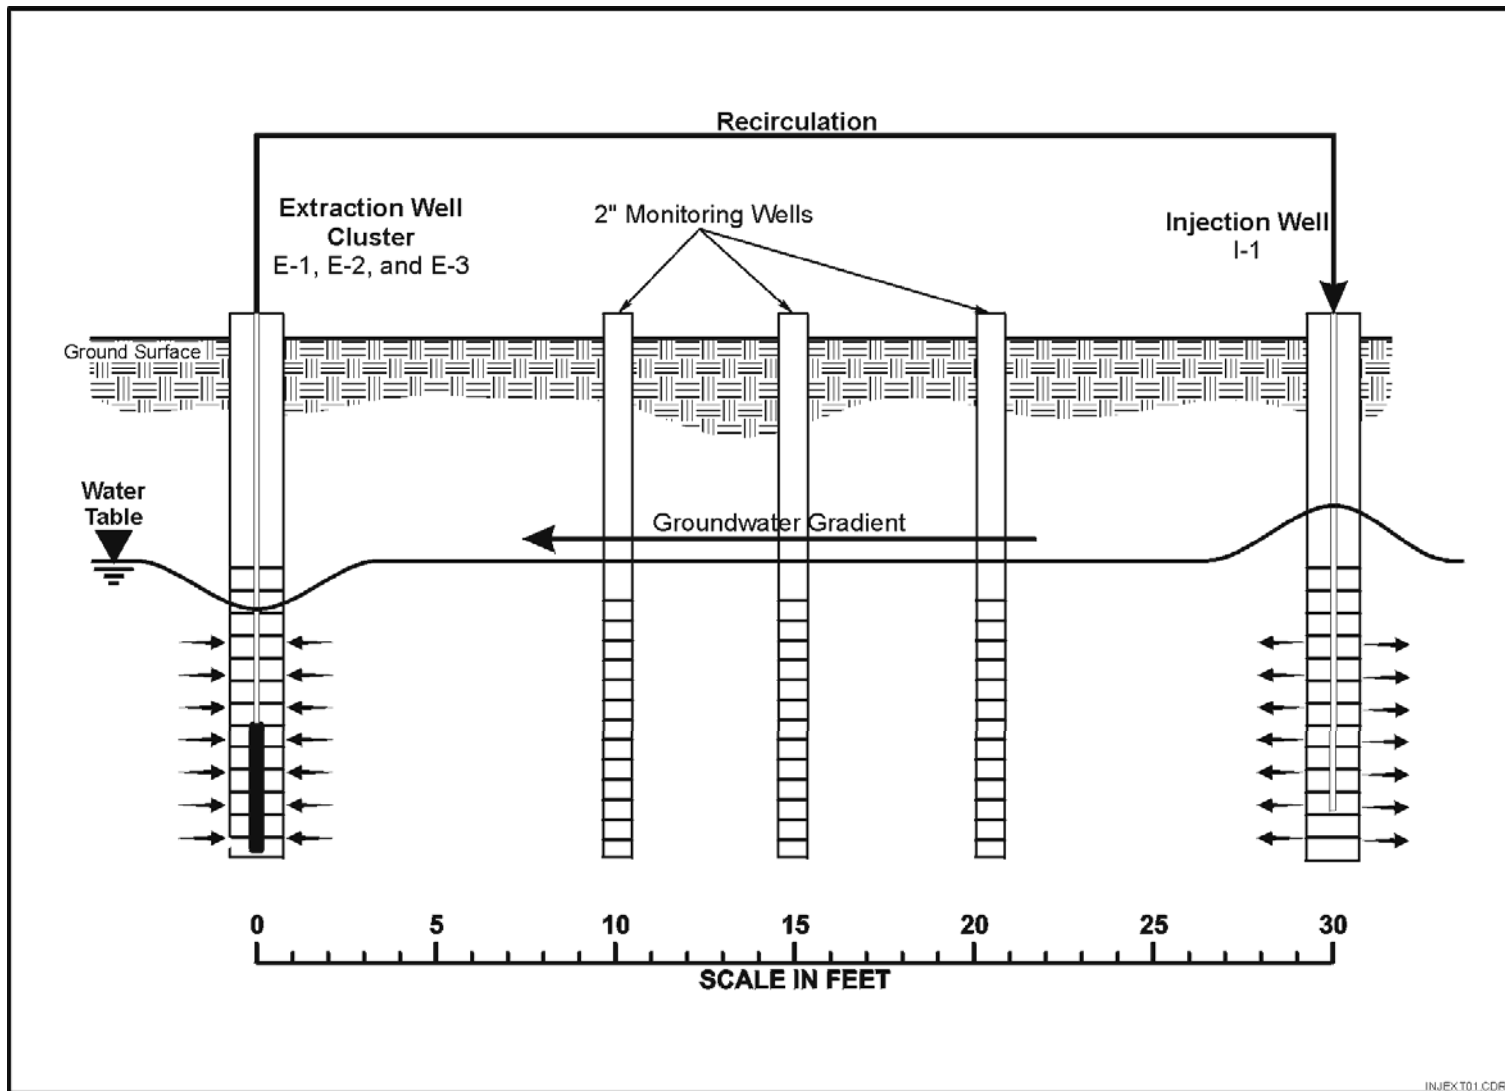 Recirculation
Extraction Well
Cluster
E-1, E-2, and E-3
2" Monitoring Wells
Injection Well
I-1
Ground Surface
Water
Table
Groundwater Gradient
0 5 10 15 20 25 30
SCALE IN FEET
INJEXT01.CDR